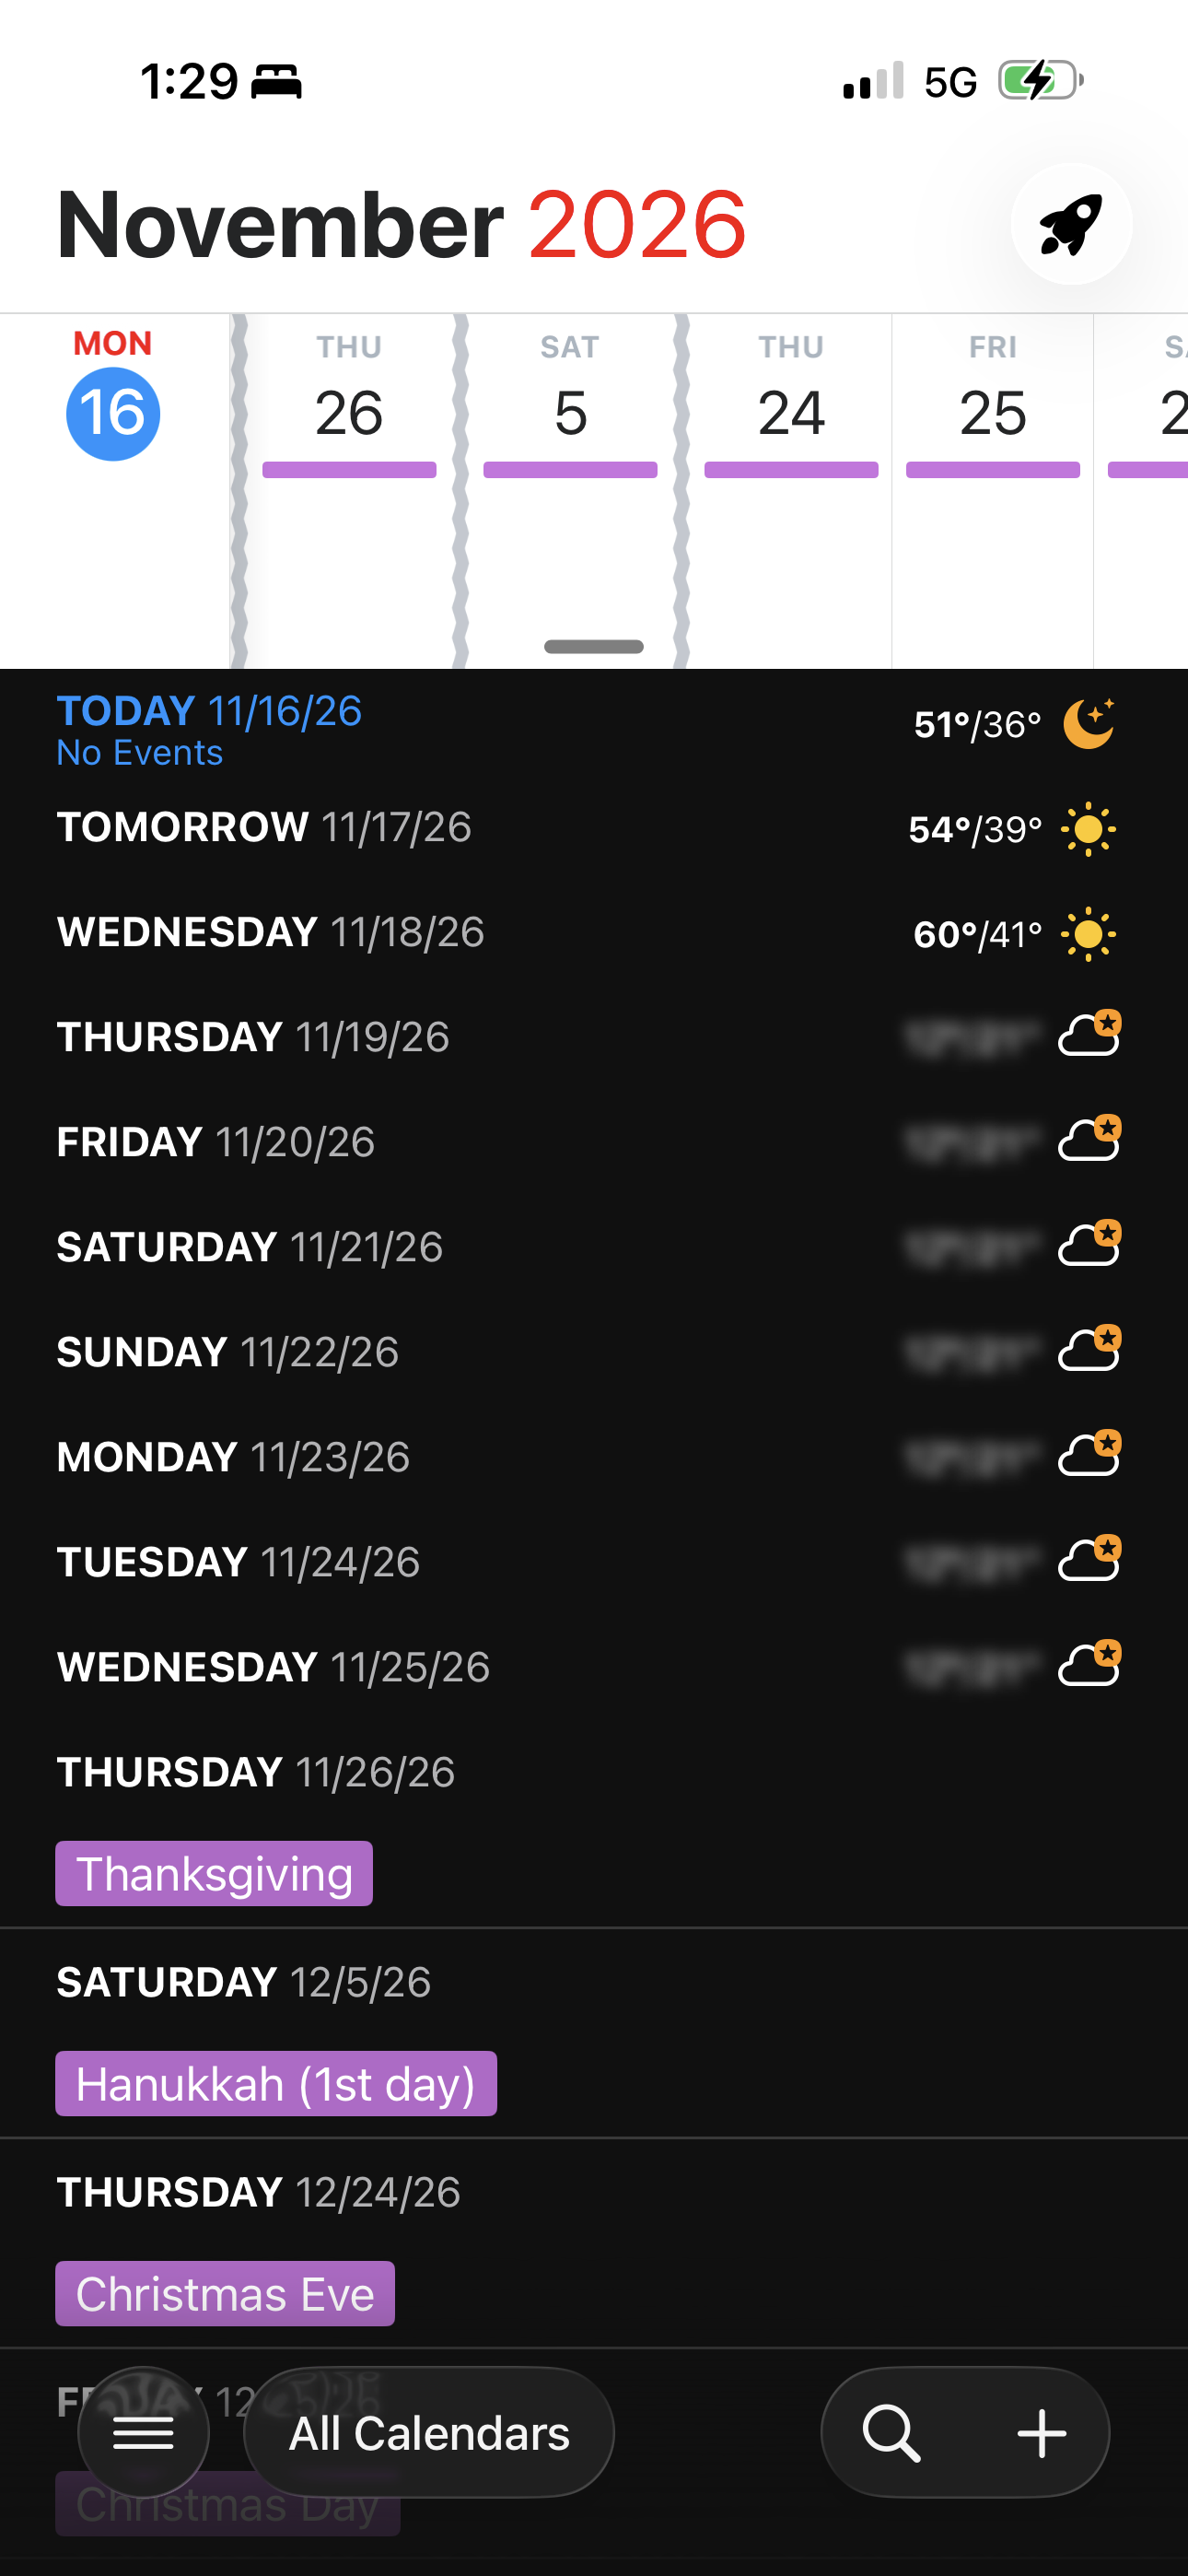 1:29
5G
November 2026
MON
16
THU
26
SAT
5
THU
24
FRI
25
TODAY 11/16/26
No Events
51°/36°
TOMORROW 11/17/26
54°/39°
WEDNESDAY 11/18/26
60°/41°
THURSDAY 11/19/26
FRIDAY 11/20/26
SATURDAY 11/21/26
SUNDAY 11/22/26
MONDAY 11/23/26
TUESDAY 11/24/26
WEDNESDAY 11/25/26
THURSDAY 11/26/26
Thanksgiving
SATURDAY 12/5/26
Hanukkah (1st day)
THURSDAY 12/24/26
Christmas Eve
All Calendars
Christmas Day